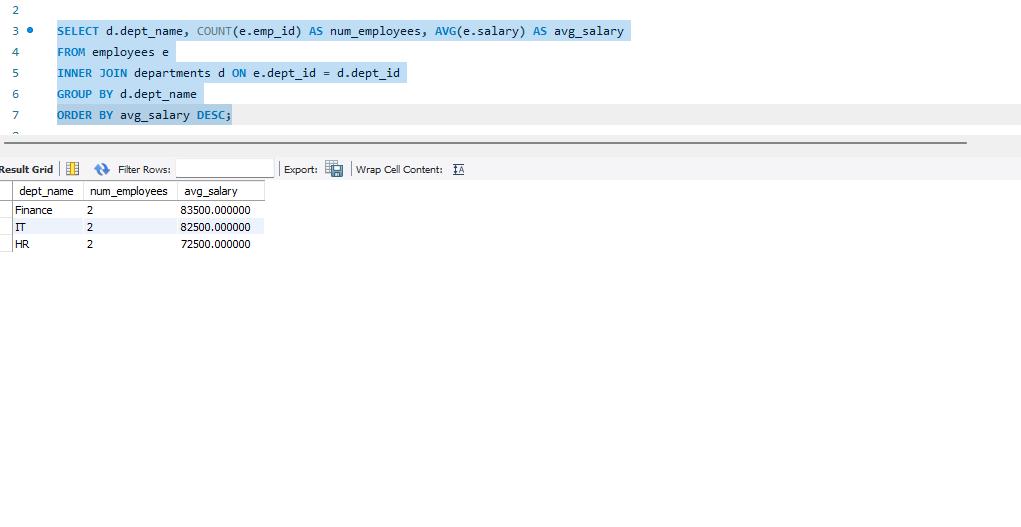 2
3 SELECT d.dept_name, COUNT(e.emp_id) AS num_employees, AVG(e.salary) AS avg_salary
4 FROM employees e
5 INNER JOIN departments d ON e.dept_id = d.dept_id
6 GROUP BY d.dept_name
7 ORDER BY avg_salary DESC;
Result Grid Filter Rows: Export: Wrap Cell Content: IA
dept_name num_employees avg_salary
Finance 2 83500.000000
IT 2 82500.000000
HR 2 72500.000000